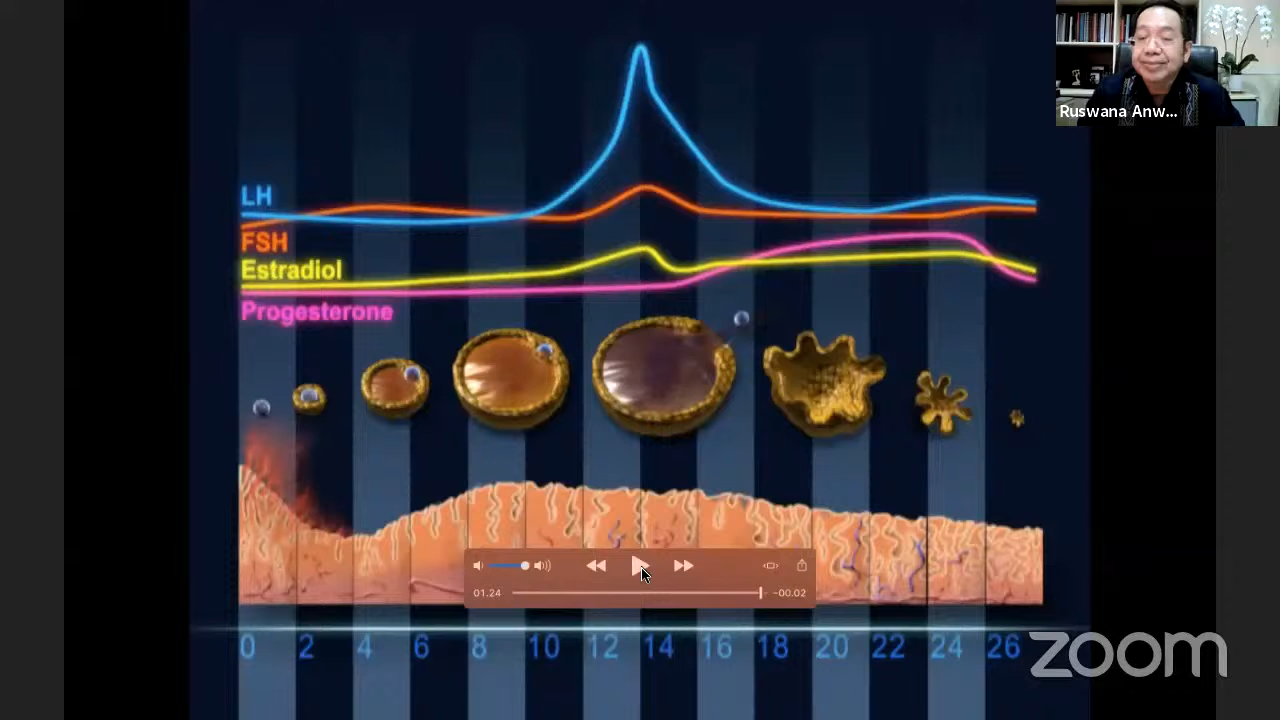 Ruswana Anw...
LH
FSH
Estradiol
Progesterone
01.24
−00.02
0 2 4 6 8 10 12 14 16 18 20 22 24 26
zoom